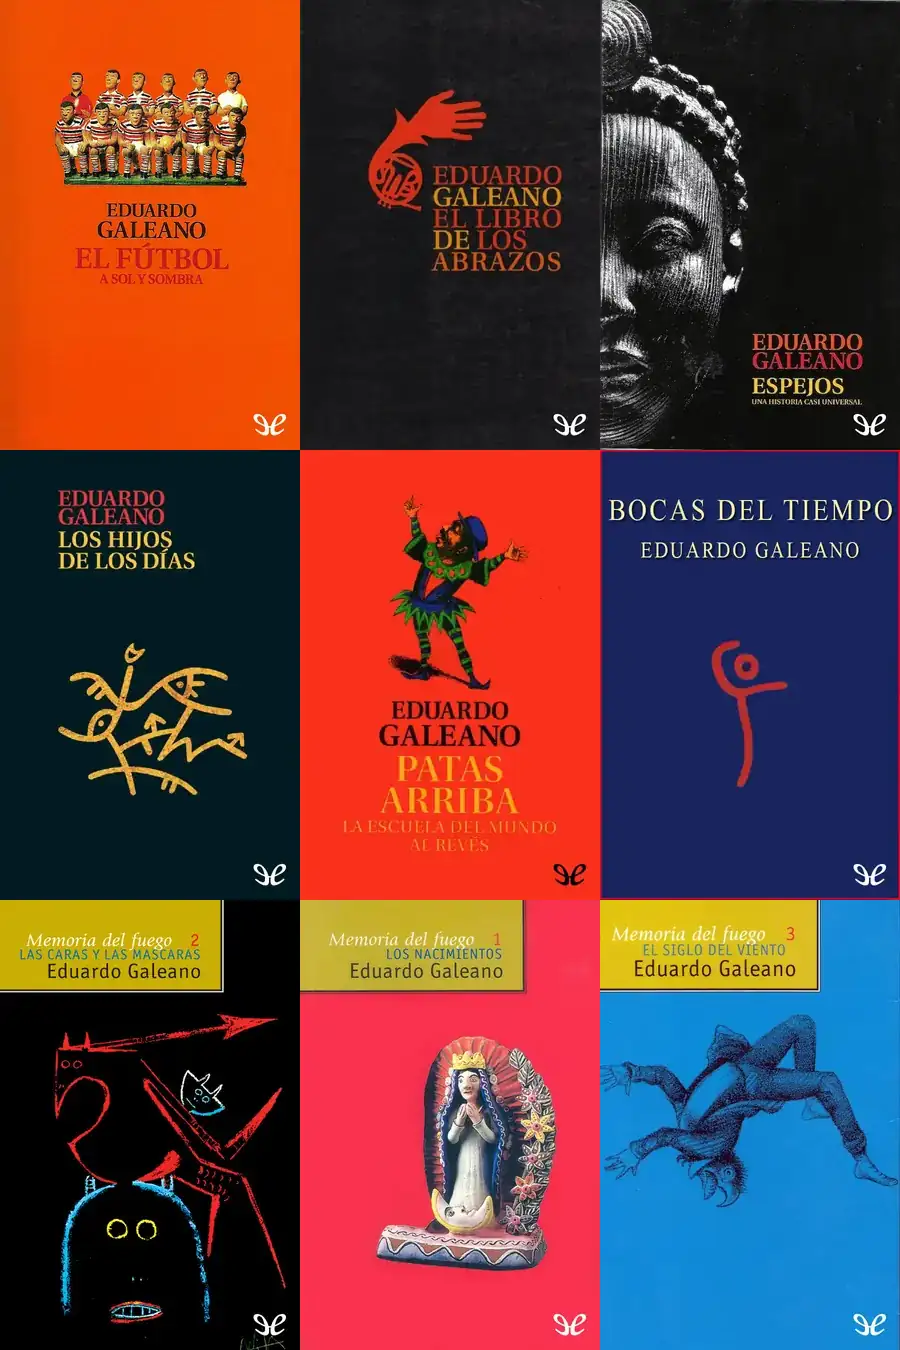 EDUARDO
GALEANO
EL FÚTBOL
A SOL Y SOMBRA
EDUARDO
GALEANO
EL LIBRO
DE LOS
ABRAZOS
EDUARDO
GALEANO
ESPEJOS
UNA HISTORIA CASI UNIVERSAL
EDUARDO
GALEANO
LOS HIJOS
DE LOS DÍAS
EDUARDO
GALEANO
PATAS
ARRIBA
LA ESCUELA DEL MUNDO
AL REVÉS
BOCAS DEL TIEMPO
EDUARDO GALEANO
Memoria del fuego 2
LAS CARAS Y LAS MÁSCARAS
Eduardo Galeano
Memoria del fuego 1
LOS NACIMIENTOS
Eduardo Galeano
Memoria del fuego 3
EL SIGLO DEL VIENTO
Eduardo Galeano